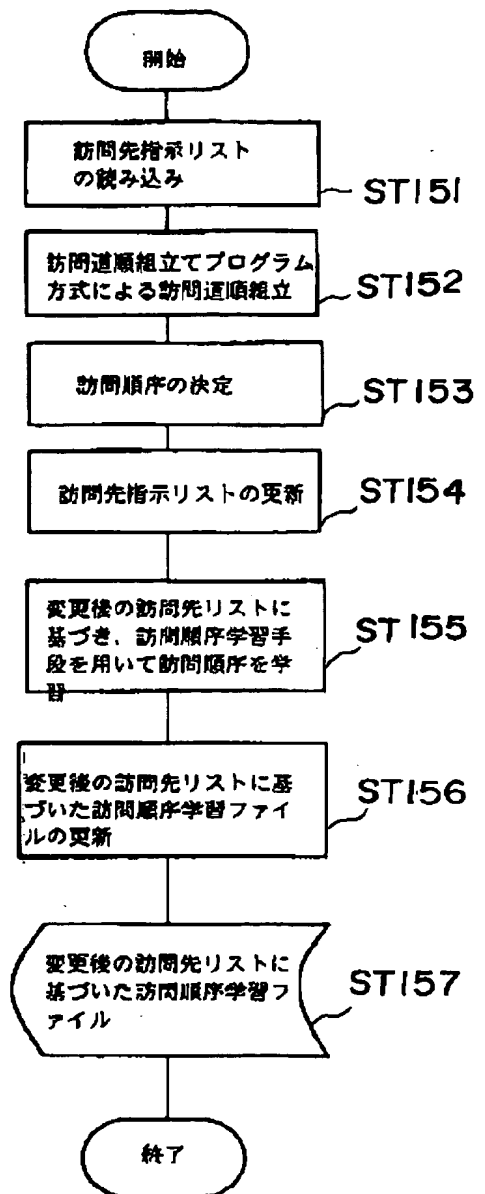 開始
訪問先指示リスト
の読み込み
ST151
訪問道順組立てプログラム
方式による訪問道順組立
ST152
訪問順序の決定
ST153
訪問先指示リストの更新
ST154
変更後の訪問先リストに
基づき、訪問順序学習手
段を用いて訪問順序を学
習
ST155
変更後の訪問先リストに基
づいた訪問順序学習ファイ
ルの更新
ST156
変更後の訪問先リストに
基づいた訪問順序学習フ
ァイル
ST157
終了